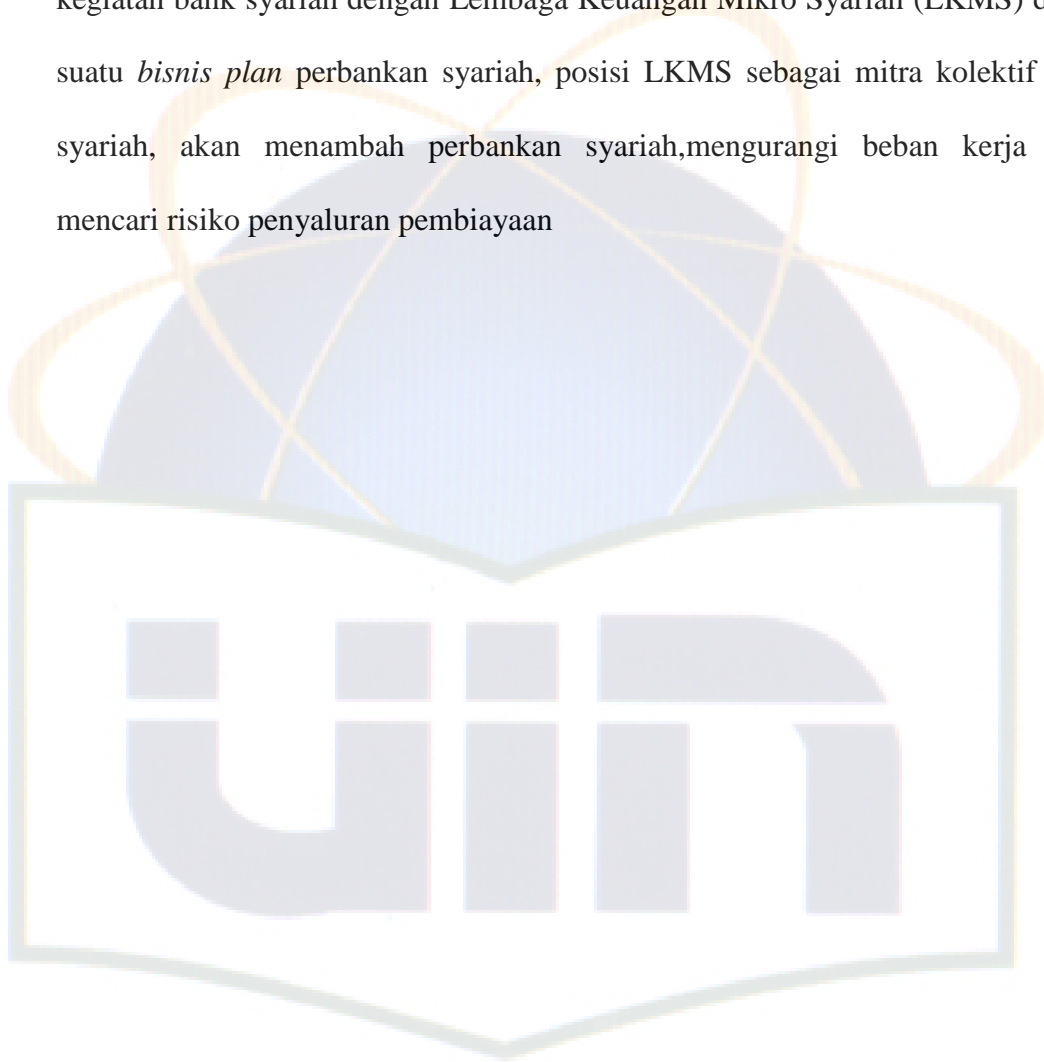 kegiatan bank syariah dengan Lembaga Keuangan Mikro Syariah (LKMS)
suatu bisnis plan perbankan syariah, posisi LKMS sebagai mitra kolektif
syariah, akan menambah perbankan syariah,mengurangi beban kerja
mencari risiko penyaluran pembiayaan
uin